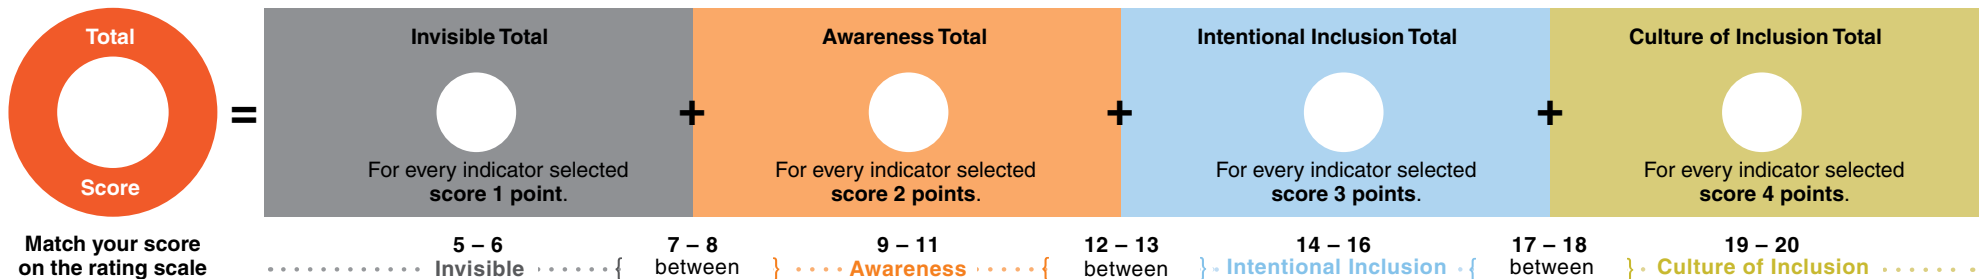 Total
Score
Match your score
on the rating scale
=
Invisible Total
For every indicator selected
score 1 point.
+
Awareness Total
For every indicator selected
score 2 points.
+
Intentional Inclusion Total
For every indicator selected
score 3 points.
+
Culture of Inclusion Total
For every indicator selected
score 4 points.
5 – 6
Invisible
7 – 8
between
9 – 11
Awareness
12 – 13
between
14 – 16
Intentional Inclusion
17 – 18
between
19 – 20
Culture of Inclusion